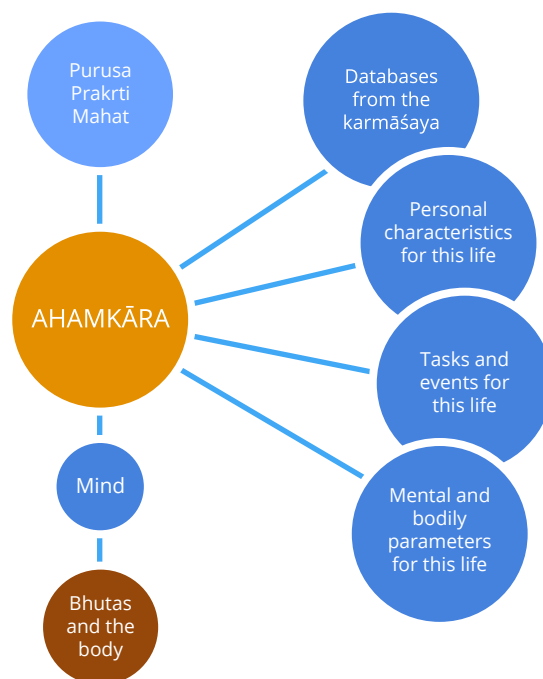 Purusa
Prakrti
Mahat
Databases
from the
karmāśaya
Personal
characteristics
for this life
AHAMKĀRA
Tasks and
events for
this life
Mind
Mental and
bodily
parameters
for this life
Bhutas
and the
body